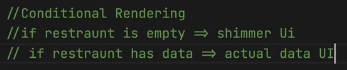 //Conditional Rendering
//if restraunt is empty => shimmer Ui
// if restraunt has data => actual data UI